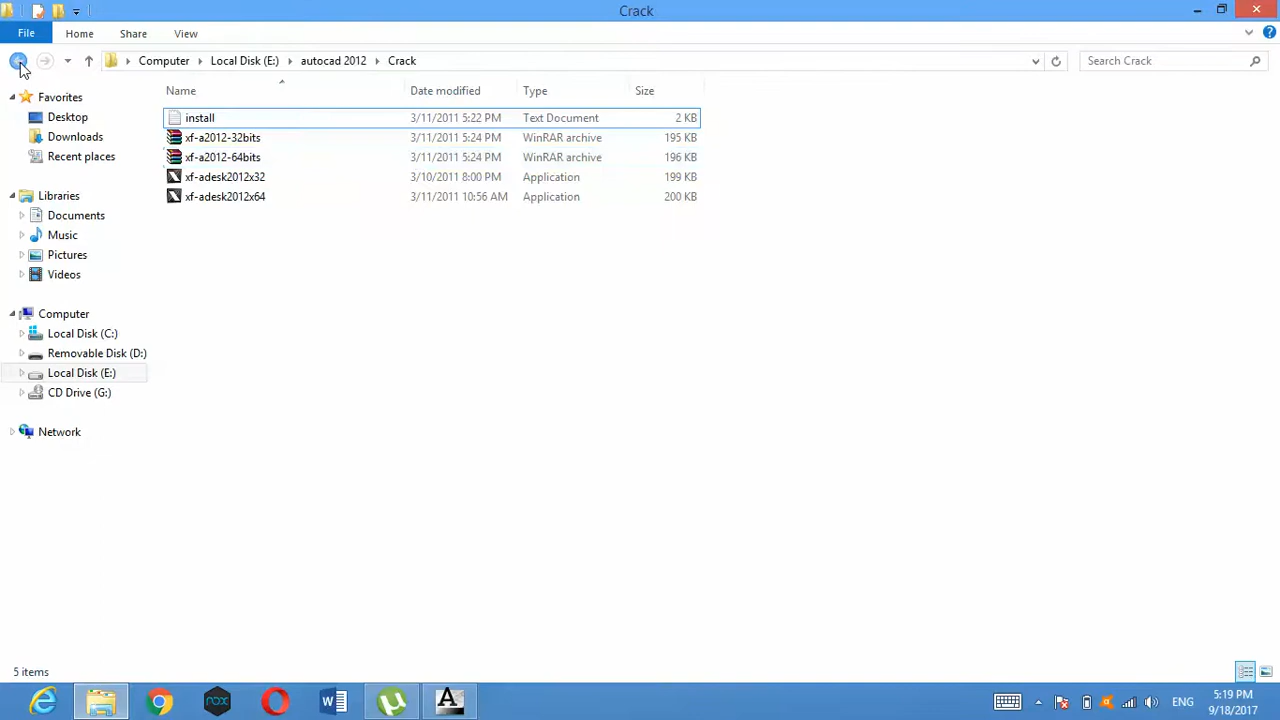 Crack
File Home Share View
Computer Local Disk (E:) autocad 2012 Crack Search Crack
Name Date modified Type Size
Favorites
Desktop
Downloads
Recent places
Libraries
Documents
Music
Pictures
Videos
Computer
Local Disk (C:)
Removable Disk (D:)
Local Disk (E:)
CD Drive (G:)
Network
install 3/11/2011 5:22 PM Text Document 2 KB
xf-a2012-32bits 3/11/2011 5:24 PM WinRAR archive 195 KB
xf-a2012-64bits 3/11/2011 5:24 PM WinRAR archive 196 KB
xf-adesk2012x32 3/10/2011 8:00 PM Application 199 KB
xf-adesk2012x64 3/11/2011 10:56 AM Application 200 KB
5 items
nox W µ A ENG 5:19 PM
9/18/2017